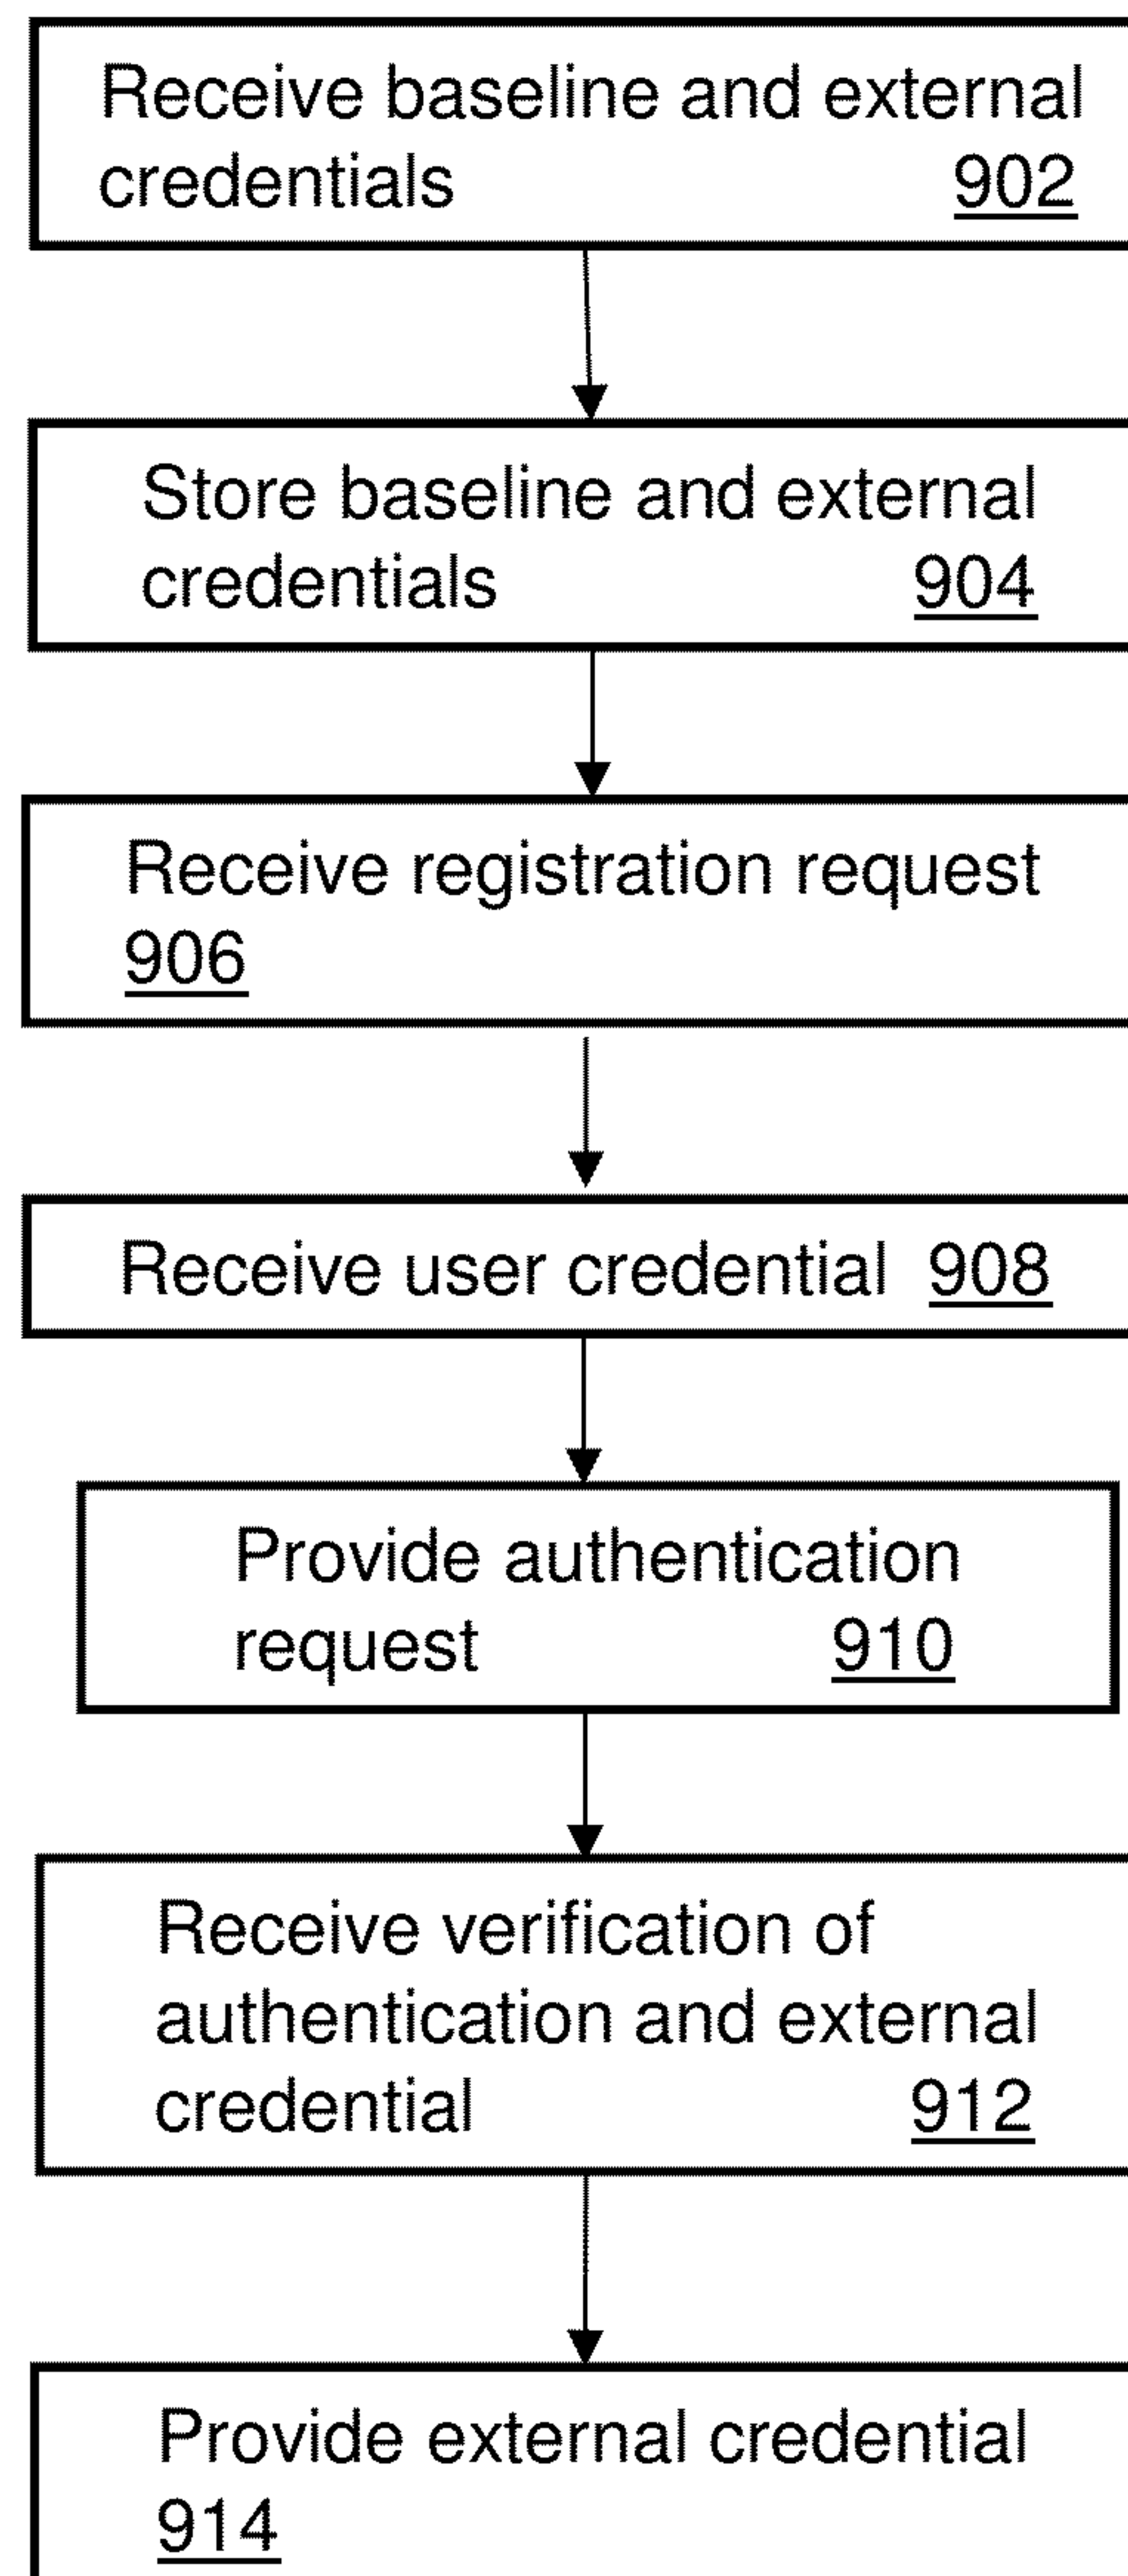 Receive baseline and external
credentials 902
Store baseline and external
credentials 904
Receive registration request
906
Receive user credential 908
Provide authentication
request 910
Receive verification of
authentication and external
credential 912
Provide external credential
914